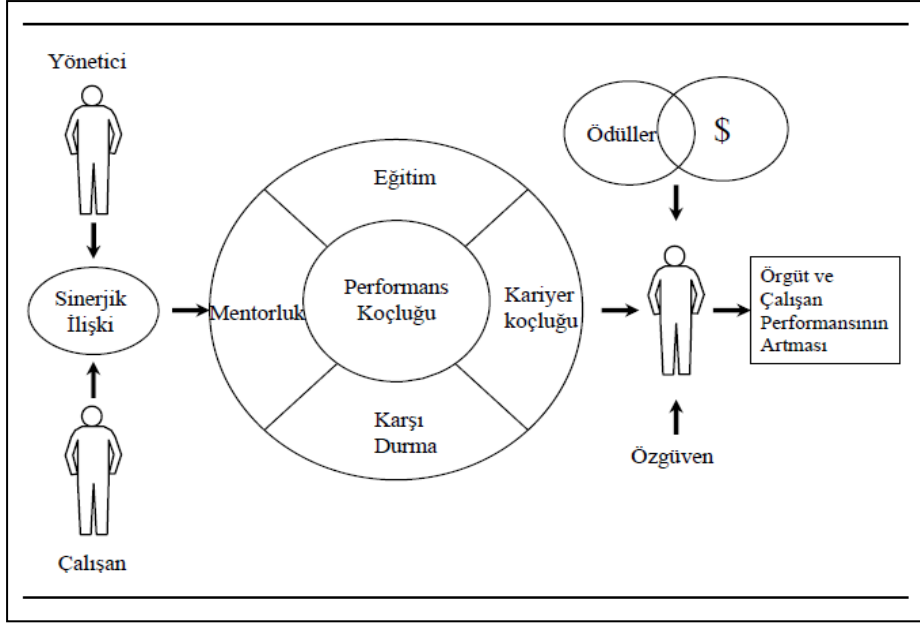 Yönetici
Sinerjik
İlişki
Çalışan
Eğitim
Mentorluk
Performans
Koçluğu
Kariyer
koçluğu
Karşı
Durma
Ödüller
$
Özgüven
Örgüt ve
Çalışan
Performansının
Artması